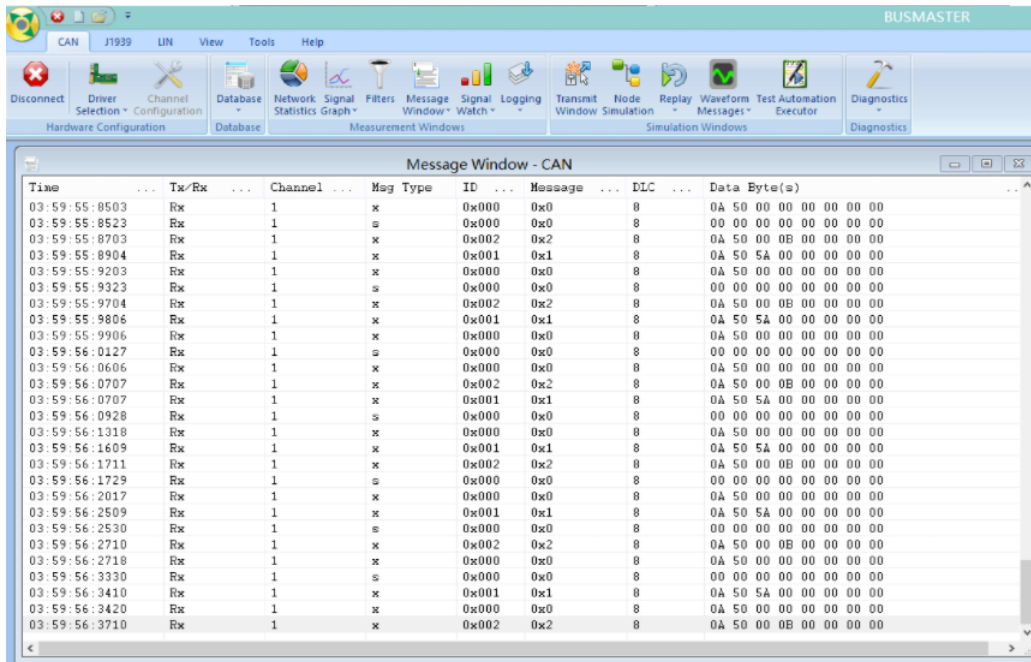 BUSMASTER
CAN J1939 LIN View Tools Help
Disconnect Driver Selection Channel Configuration Database Network Statistics Signal Graph Filters Message Window Signal Watch Logging Transmit Window Node Simulation Replay Waveform Messages Test Automation Executor Diagnostics
Hardware Configuration Database Measurement Windows Simulation Windows Diagnostics
Message Window - CAN
Time ... Tx/Rx ... Channel ... Msg Type ID ... Message ... DLC ... Data Byte(s) ...
03:59:55:8503 Rx 1 x 0x000 0x0 8 0A 50 00 00 00 00 00 00
03:59:55:8523 Rx 1 s 0x000 0x0 8 00 00 00 00 00 00 00 00
03:59:55:8703 Rx 1 x 0x002 0x2 8 0A 50 00 0B 00 00 00 00
03:59:55:8904 Rx 1 x 0x001 0x1 8 0A 50 5A 00 00 00 00 00
03:59:55:9203 Rx 1 x 0x000 0x0 8 0A 50 00 00 00 00 00 00
03:59:55:9323 Rx 1 s 0x000 0x0 8 00 00 00 00 00 00 00 00
03:59:55:9704 Rx 1 x 0x002 0x2 8 0A 50 00 0B 00 00 00 00
03:59:55:9806 Rx 1 x 0x001 0x1 8 0A 50 5A 00 00 00 00 00
03:59:55:9906 Rx 1 x 0x000 0x0 8 0A 50 00 00 00 00 00 00
03:59:56:0127 Rx 1 s 0x000 0x0 8 00 00 00 00 00 00 00 00
03:59:56:0606 Rx 1 x 0x000 0x0 8 0A 50 00 00 00 00 00 00
03:59:56:0707 Rx 1 x 0x002 0x2 8 0A 50 00 0B 00 00 00 00
03:59:56:0707 Rx 1 x 0x001 0x1 8 0A 50 5A 00 00 00 00 00
03:59:56:0928 Rx 1 s 0x000 0x0 8 00 00 00 00 00 00 00 00
03:59:56:1318 Rx 1 x 0x000 0x0 8 0A 50 00 00 00 00 00 00
03:59:56:1609 Rx 1 x 0x001 0x1 8 0A 50 5A 00 00 00 00 00
03:59:56:1711 Rx 1 x 0x002 0x2 8 0A 50 00 0B 00 00 00 00
03:59:56:1729 Rx 1 s 0x000 0x0 8 00 00 00 00 00 00 00 00
03:59:56:2017 Rx 1 x 0x000 0x0 8 0A 50 00 00 00 00 00 00
03:59:56:2509 Rx 1 x 0x001 0x1 8 0A 50 5A 00 00 00 00 00
03:59:56:2530 Rx 1 s 0x000 0x0 8 00 00 00 00 00 00 00 00
03:59:56:2710 Rx 1 x 0x002 0x2 8 0A 50 00 0B 00 00 00 00
03:59:56:2718 Rx 1 x 0x000 0x0 8 0A 50 00 00 00 00 00 00
03:59:56:3330 Rx 1 s 0x000 0x0 8 00 00 00 00 00 00 00 00
03:59:56:3410 Rx 1 x 0x001 0x1 8 0A 50 5A 00 00 00 00 00
03:59:56:3420 Rx 1 x 0x000 0x0 8 0A 50 00 00 00 00 00 00
03:59:56:3710 Rx 1 x 0x002 0x2 8 0A 50 00 0B 00 00 00 00